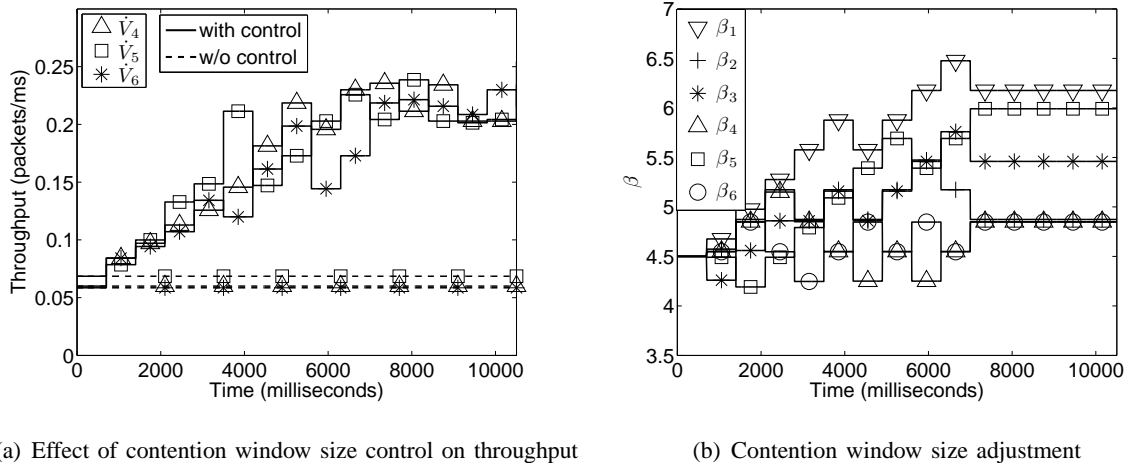 V̇4
V̇5
V̇6
with control
w/o control
0.25
0.2
0.15
0.1
0.05
0
Throughput (packets/ms)
2000 4000 6000 8000 10000
Time (milliseconds)
(a) Effect of contention window size control on throughput
7
6.5
6
5.5
5
4.5
4
3.5
β
β1
β2
β3
β4
β5
β6
0 2000 4000 6000 8000 10000
Time (milliseconds)
(b) Contention window size adjustment